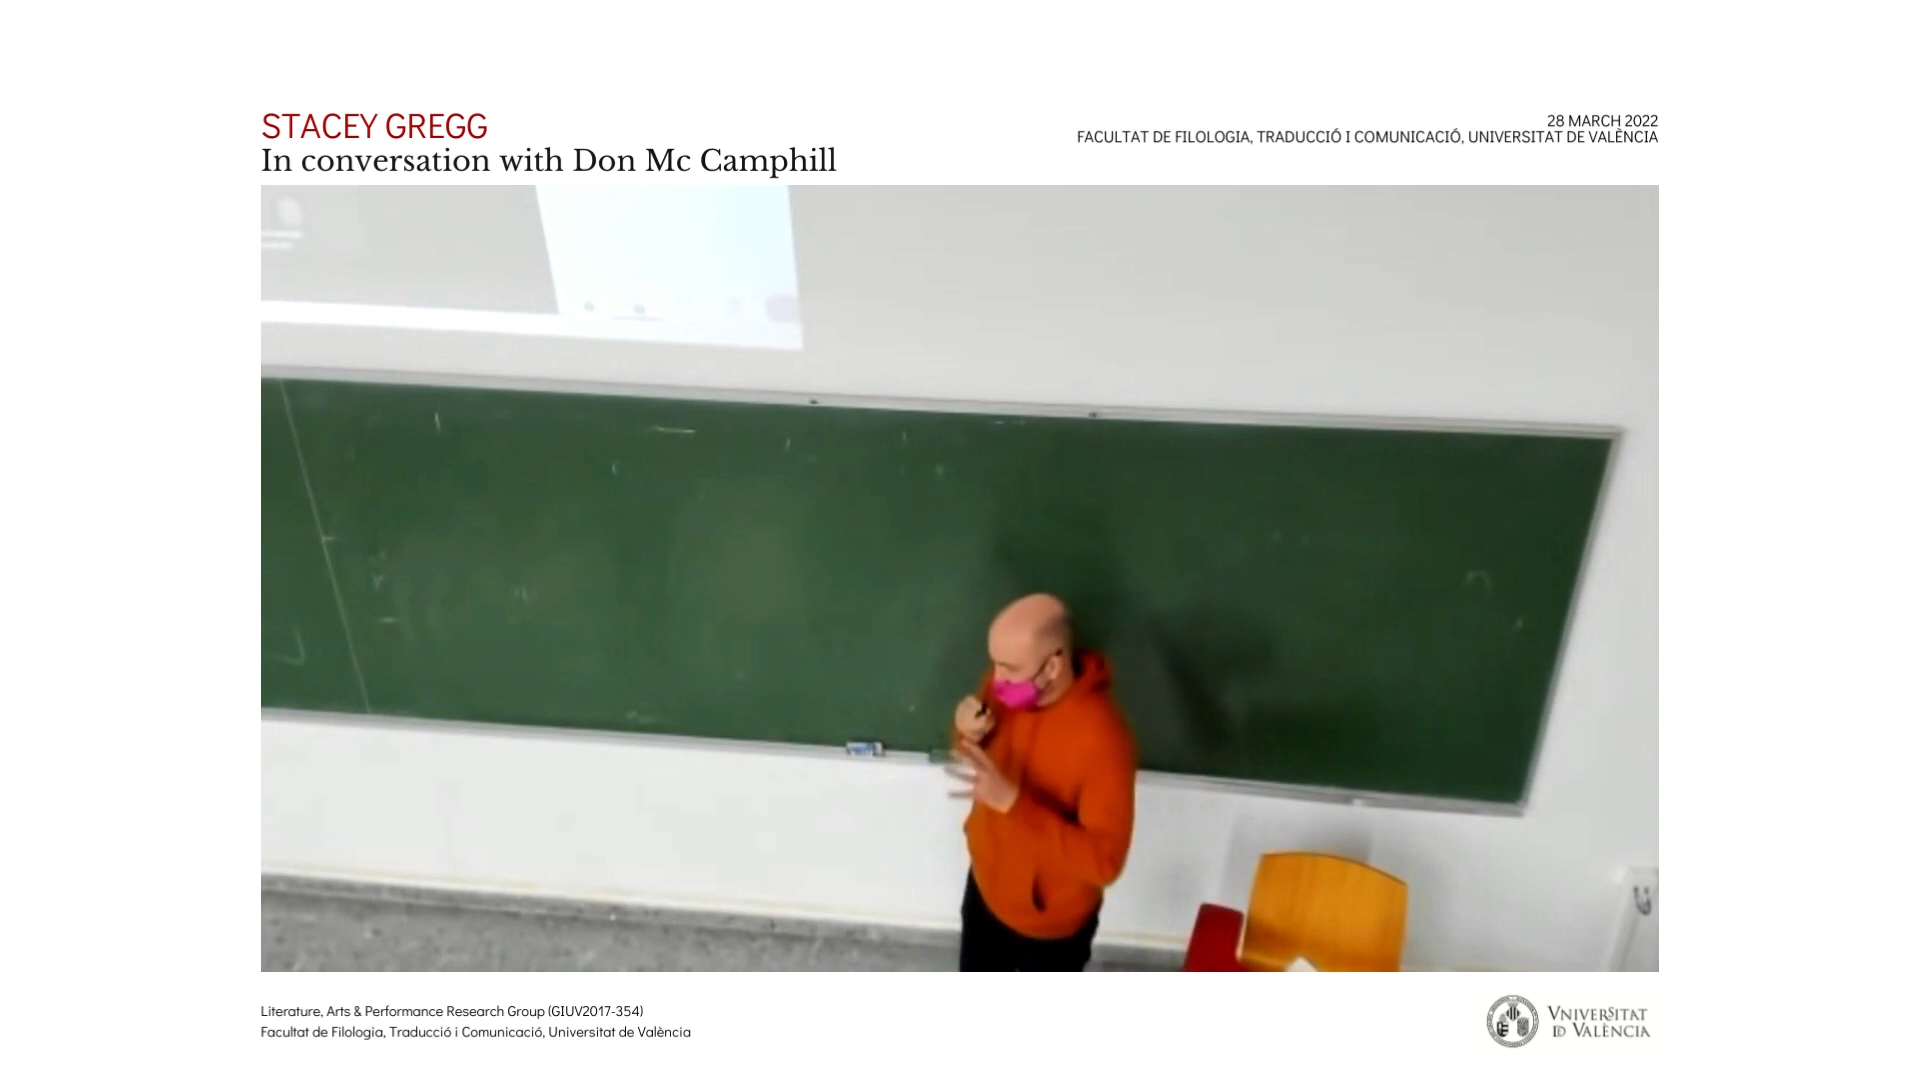 STACEY GREGG
In conversation with Don Mc Camphill
28 MARCH 2022
FACULTAT DE FILOLOGIA, TRADUCCIÓ I COMUNICACIÓ, UNIVERSITAT DE VALÈNCIA
Literature, Arts & Performance Research Group (GIUV2017-354)
Facultat de Filologia, Traducció i Comunicació, Universitat de València
VNIVERSITAT
ID VALÈNCIA